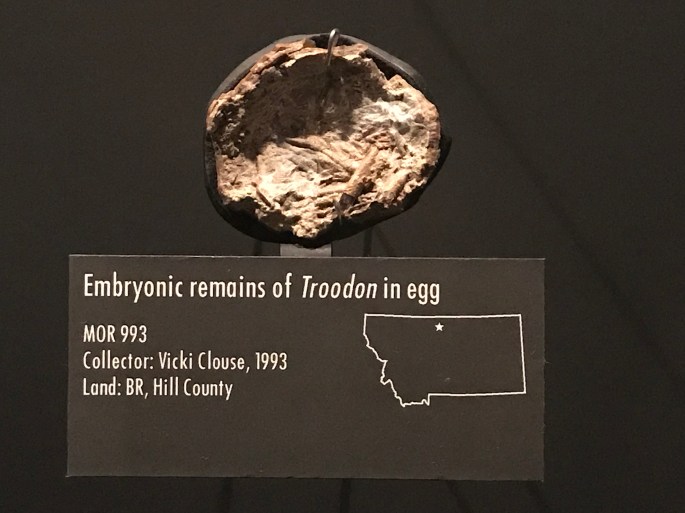 Embryonic remains of Troodon in egg
MOR 993
Collector: Vicki Clouse, 1993
Land: BR, Hill County